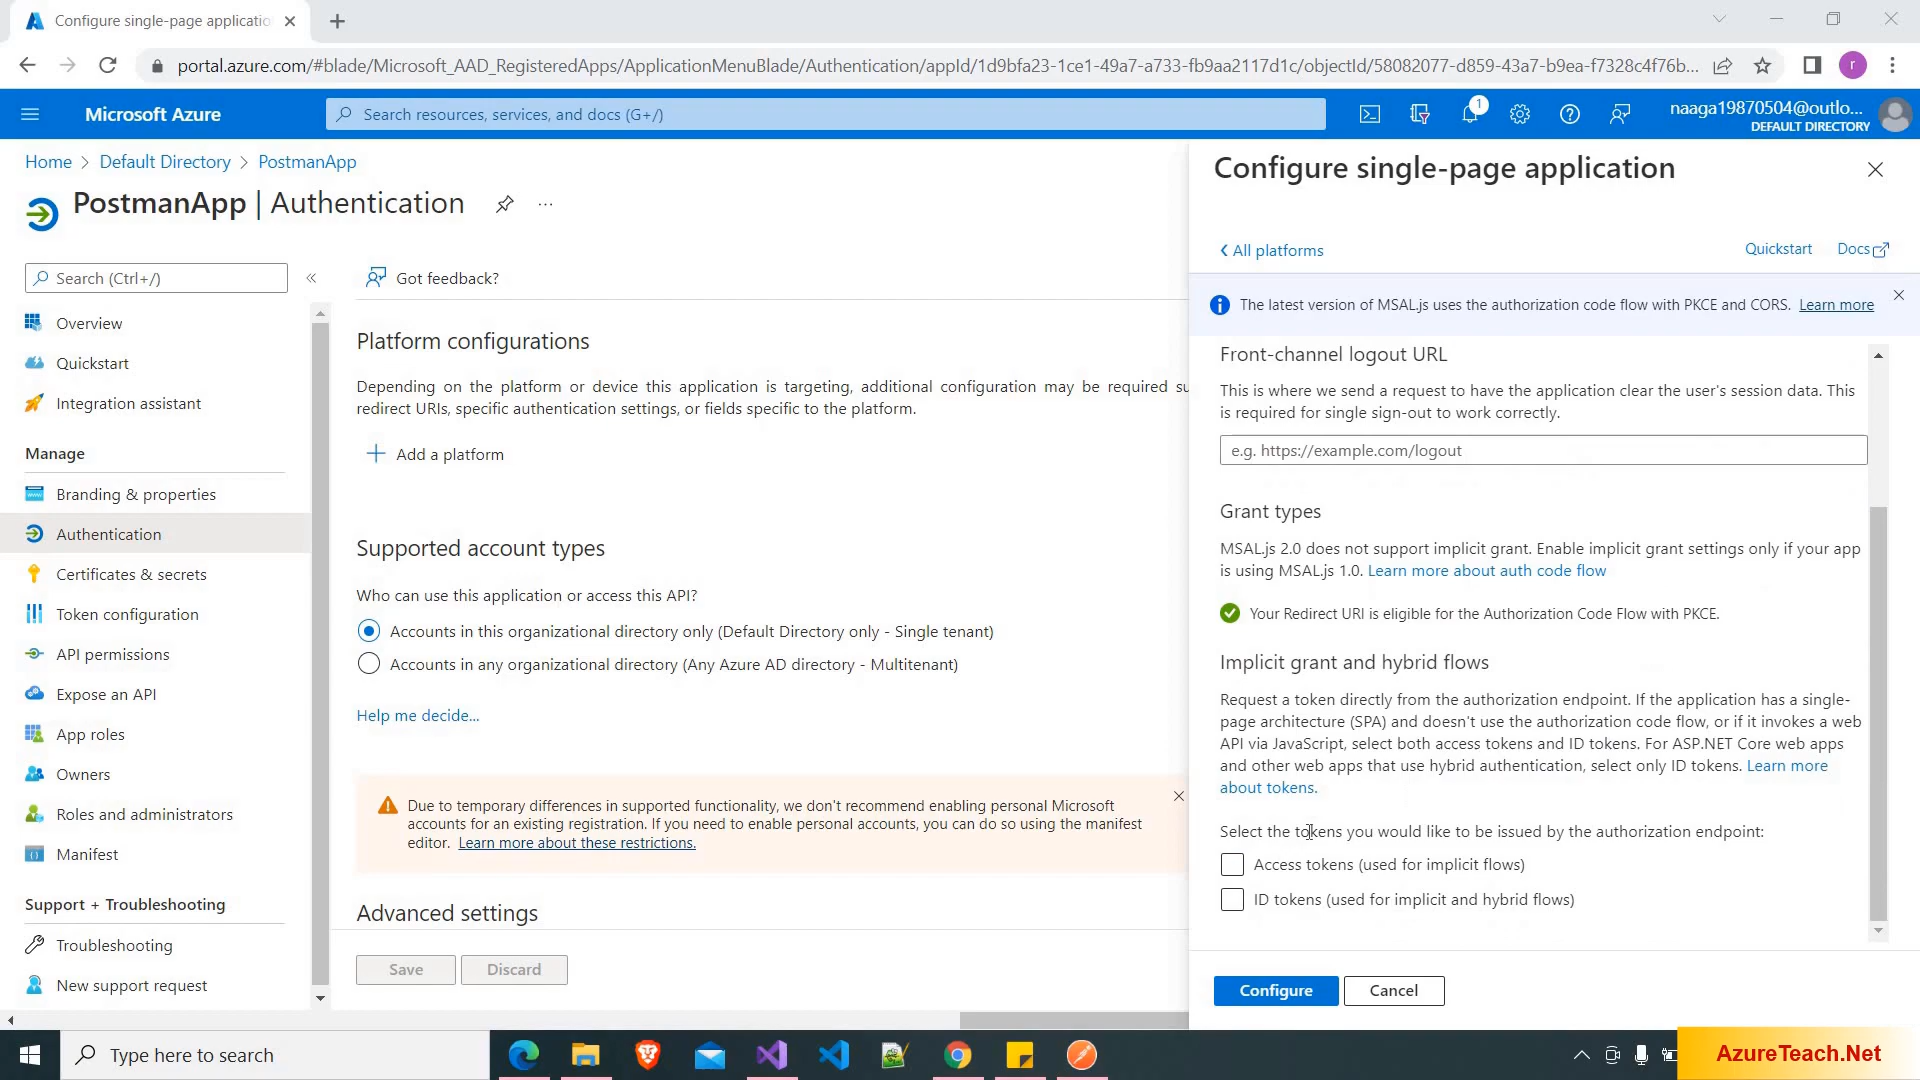 Configure single-page applicatio
portal.azure.com/#blade/Microsoft_AAD_RegisteredApps/ApplicationMenuBlade/Authentication/appId/1d9bfa23-1ce1-49a7-a733-fb9aa2117d1c/objectId/58082077-d859-43a7-b9ea-f7328c4f76b...
r
Microsoft Azure
Search resources, services, and docs (G+/)
1
naaga19870504@outlo...
DEFAULT DIRECTORY
Home > Default Directory > PostmanApp
PostmanApp | Authentication
...
Search (Ctrl+/)
Overview
Quickstart
Integration assistant
Manage
Branding & properties
Authentication
Certificates & secrets
Token configuration
API permissions
Expose an API
App roles
Owners
Roles and administrators
Manifest
Support + Troubleshooting
Troubleshooting
New support request
Got feedback?
Platform configurations
Depending on the platform or device this application is targeting, additional configuration may be required su
redirect URIs, specific authentication settings, or fields specific to the platform.
Add a platform
Supported account types
Who can use this application or access this API?
Accounts in this organizational directory only (Default Directory only - Single tenant)
Accounts in any organizational directory (Any Azure AD directory - Multitenant)
Help me decide...
Due to temporary differences in supported functionality, we don't recommend enabling personal Microsoft
accounts for an existing registration. If you need to enable personal accounts, you can do so using the manifest
editor. Learn more about these restrictions.
Advanced settings
Save
Discard
Configure single-page application
All platforms
Quickstart
Docs
The latest version of MSAL.js uses the authorization code flow with PKCE and CORS. Learn more
Front-channel logout URL
This is where we send a request to have the application clear the user's session data. This
is required for single sign-out to work correctly.
e.g. https://example.com/logout
Grant types
MSAL.js 2.0 does not support implicit grant. Enable implicit grant settings only if your app
is using MSAL.js 1.0. Learn more about auth code flow
Your Redirect URI is eligible for the Authorization Code Flow with PKCE.
Implicit grant and hybrid flows
Request a token directly from the authorization endpoint. If the application has a single-
page architecture (SPA) and doesn't use the authorization code flow, or if it invokes a web
API via JavaScript, select both access tokens and ID tokens. For ASP.NET Core web apps
and other web apps that use hybrid authentication, select only ID tokens. Learn more
about tokens.
Select the tokens you would like to be issued by the authorization endpoint:
Access tokens (used for implicit flows)
ID tokens (used for implicit and hybrid flows)
Configure
Cancel
Type here to search
AzureTeach.Net